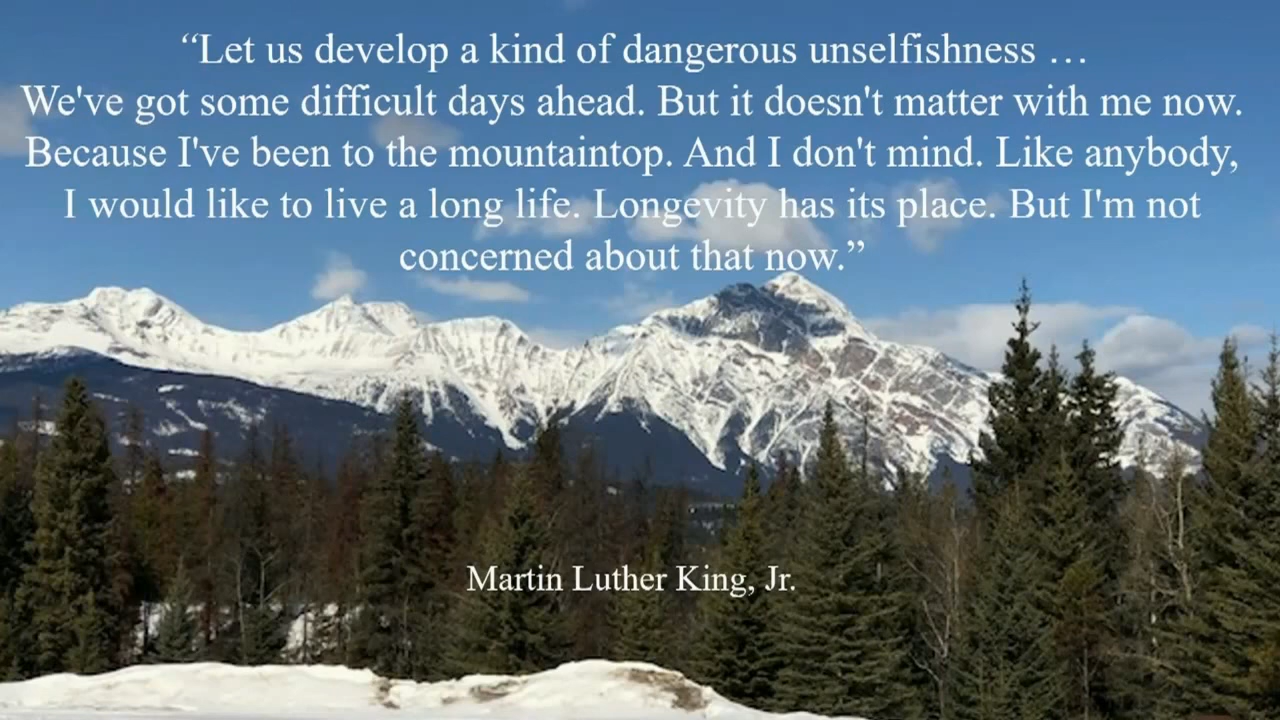 “Let us develop a kind of dangerous unselfishness …
We've got some difficult days ahead. But it doesn't matter with me now.
Because I've been to the mountaintop. And I don't mind. Like anybody,
I would like to live a long life. Longevity has its place. But I'm not
concerned about that now.”
Martin Luther King, Jr.